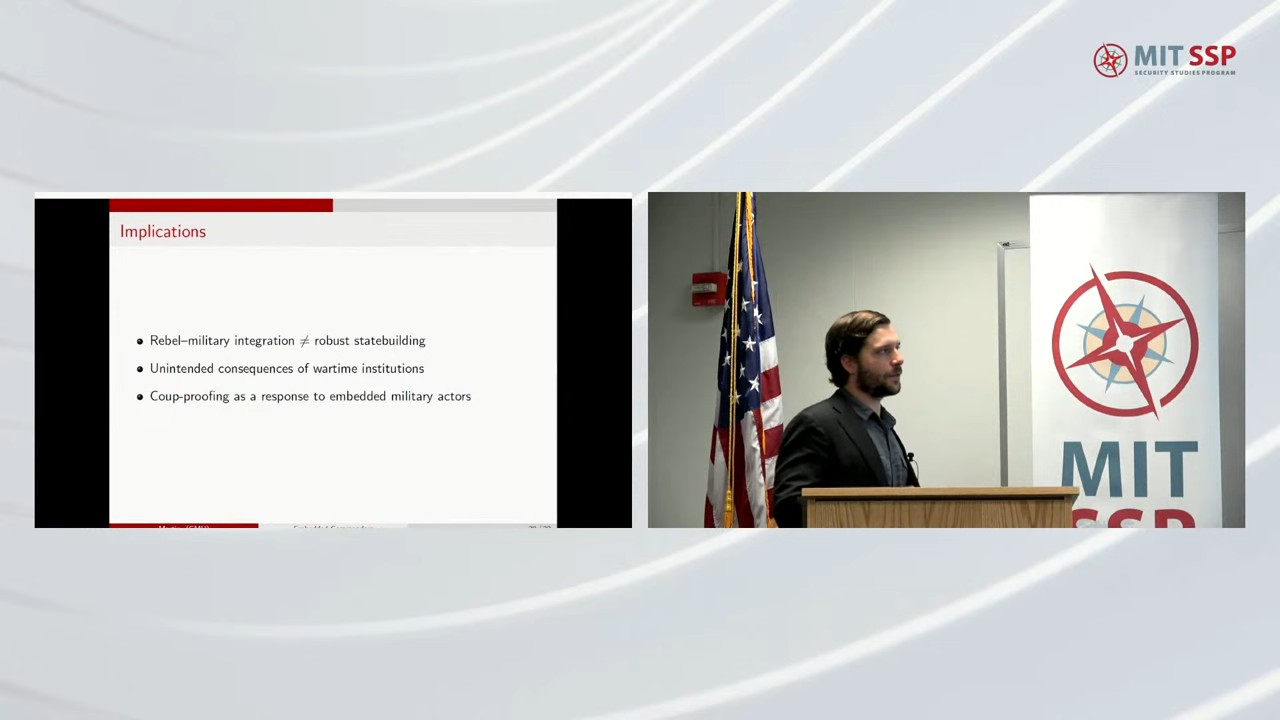 MIT SSP
SECURITY STUDIES PROGRAM
Implications
Rebel–military integration ≠ robust statebuilding
Unintended consequences of wartime institutions
Coup-proofing as a response to embedded military actors
MIT
SSP